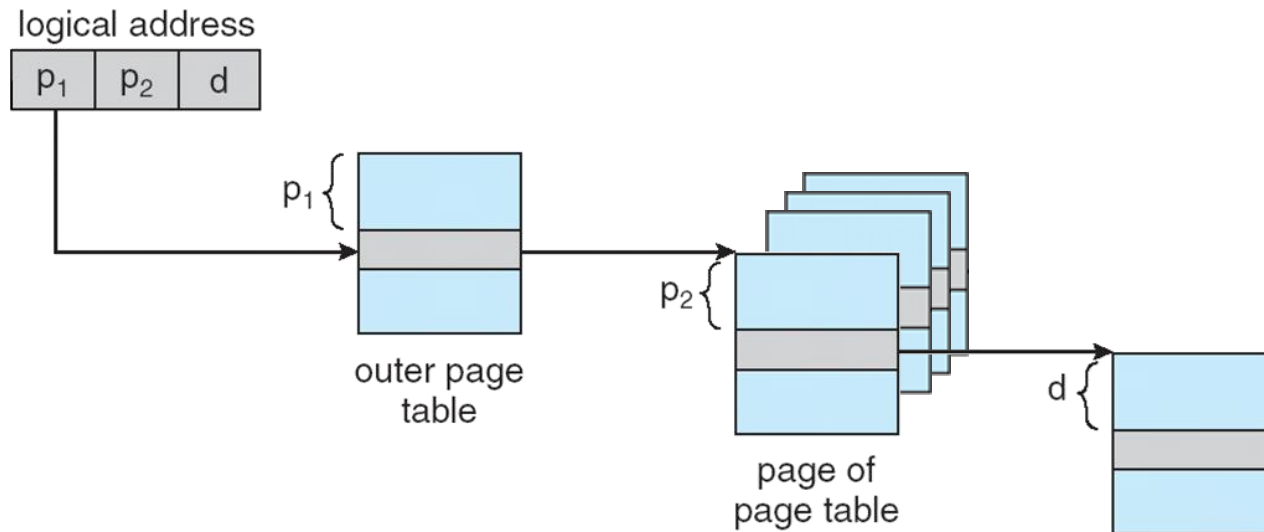 logical address
p₁ p₂ d
p₁
p₂
outer page
table
d
page of
page table